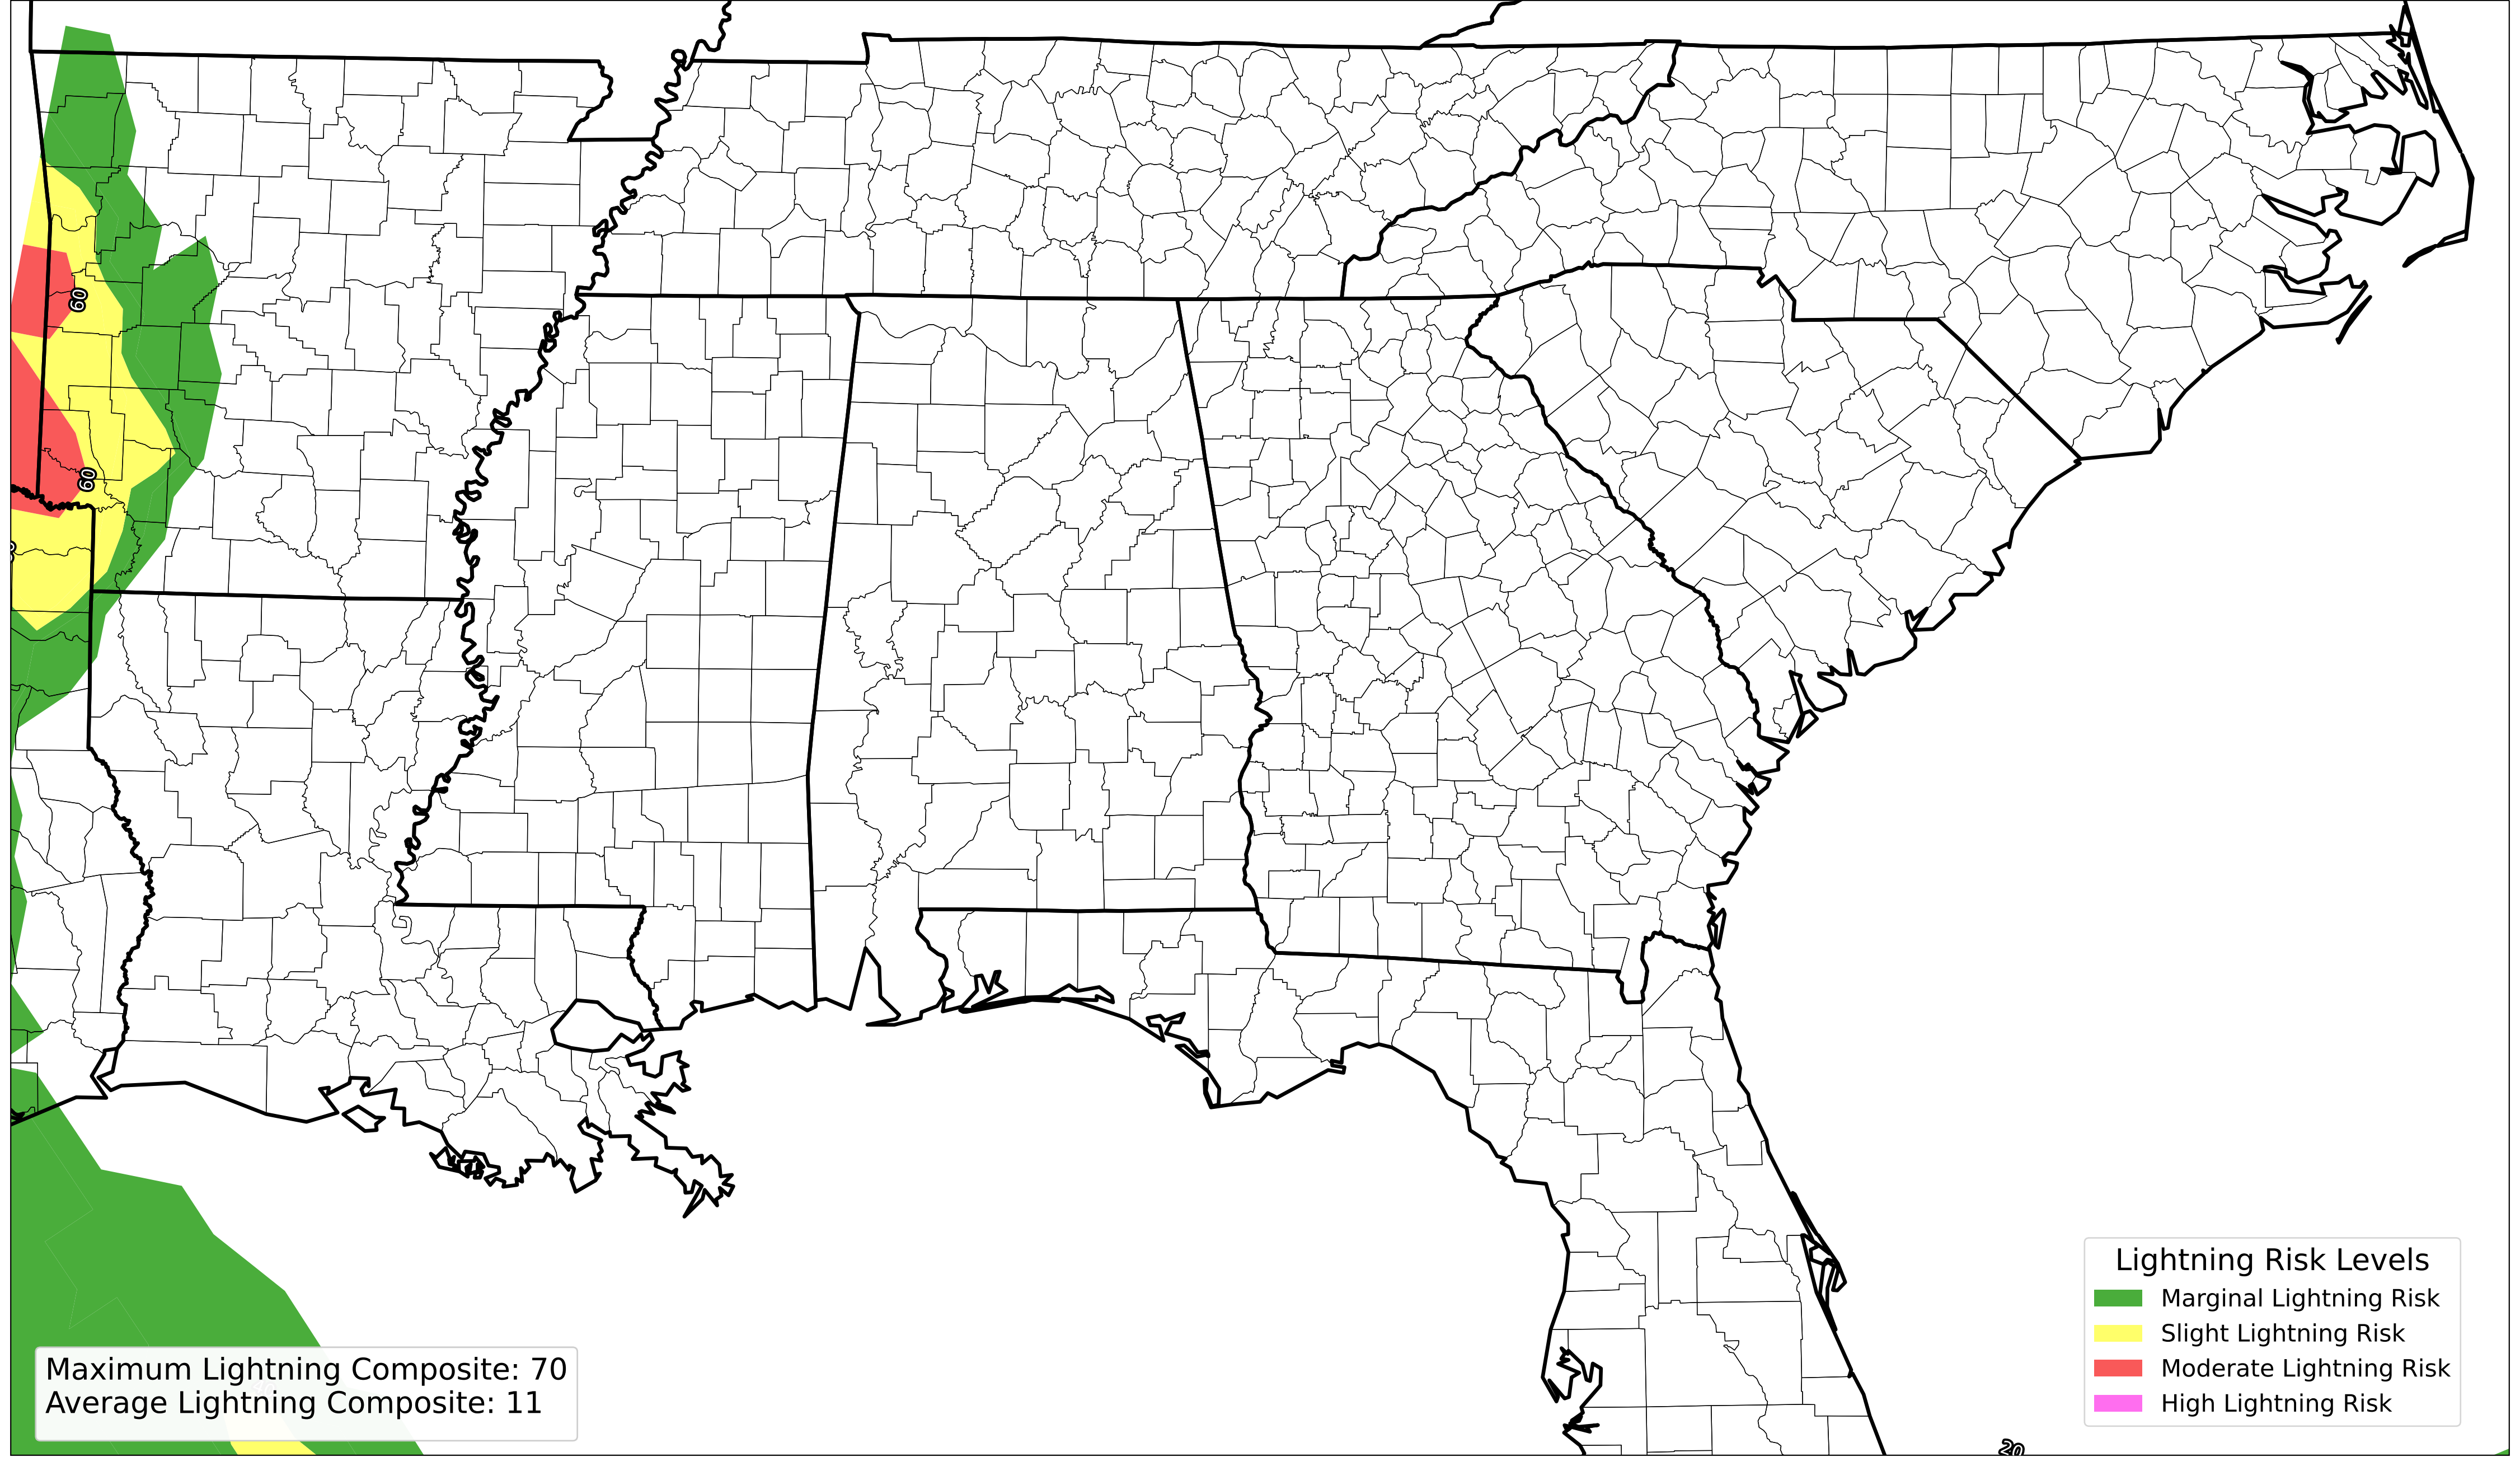 60
60
Maximum Lightning Composite: 70
Average Lightning Composite: 11
Lightning Risk Levels
Marginal Lightning Risk
Slight Lightning Risk
Moderate Lightning Risk
High Lightning Risk
20